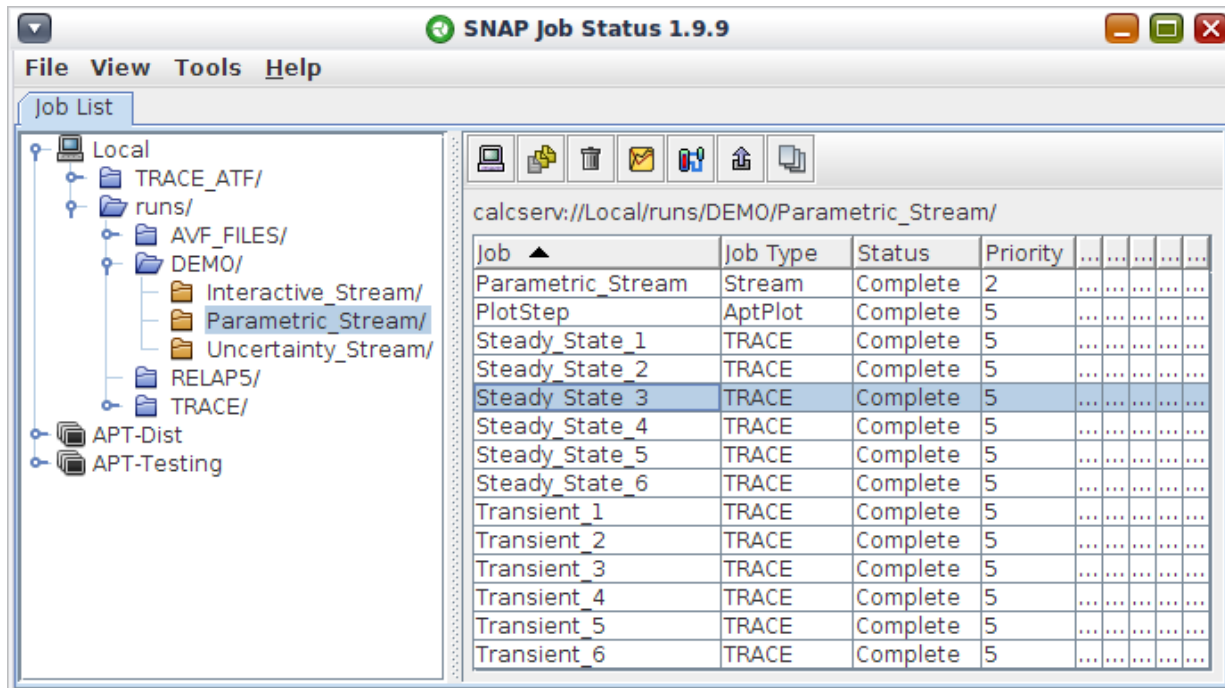 SNAP Job Status 1.9.9
File View Tools Help
Job List
Local
TRACE_ATF/
runs/
AVF_FILES/
DEMO/
Interactive_Stream/
Parametric_Stream/
Uncertainty_Stream/
RELAP5/
TRACE/
APT-Dist
APT-Testing
calcserv://Local/runs/DEMO/Parametric_Stream/
Job Job Type Status Priority ... ... ... ... ...
Parametric_Stream Stream Complete 2 ... ... ... ... ...
PlotStep AptPlot Complete 5 ... ... ... ... ...
Steady_State_1 TRACE Complete 5 ... ... ... ... ...
Steady_State_2 TRACE Complete 5 ... ... ... ... ...
Steady_State_3 TRACE Complete 5 ... ... ... ... ...
Steady_State_4 TRACE Complete 5 ... ... ... ... ...
Steady_State_5 TRACE Complete 5 ... ... ... ... ...
Steady_State_6 TRACE Complete 5 ... ... ... ... ...
Transient_1 TRACE Complete 5 ... ... ... ... ...
Transient_2 TRACE Complete 5 ... ... ... ... ...
Transient_3 TRACE Complete 5 ... ... ... ... ...
Transient_4 TRACE Complete 5 ... ... ... ... ...
Transient_5 TRACE Complete 5 ... ... ... ... ...
Transient_6 TRACE Complete 5 ... ... ... ... ...